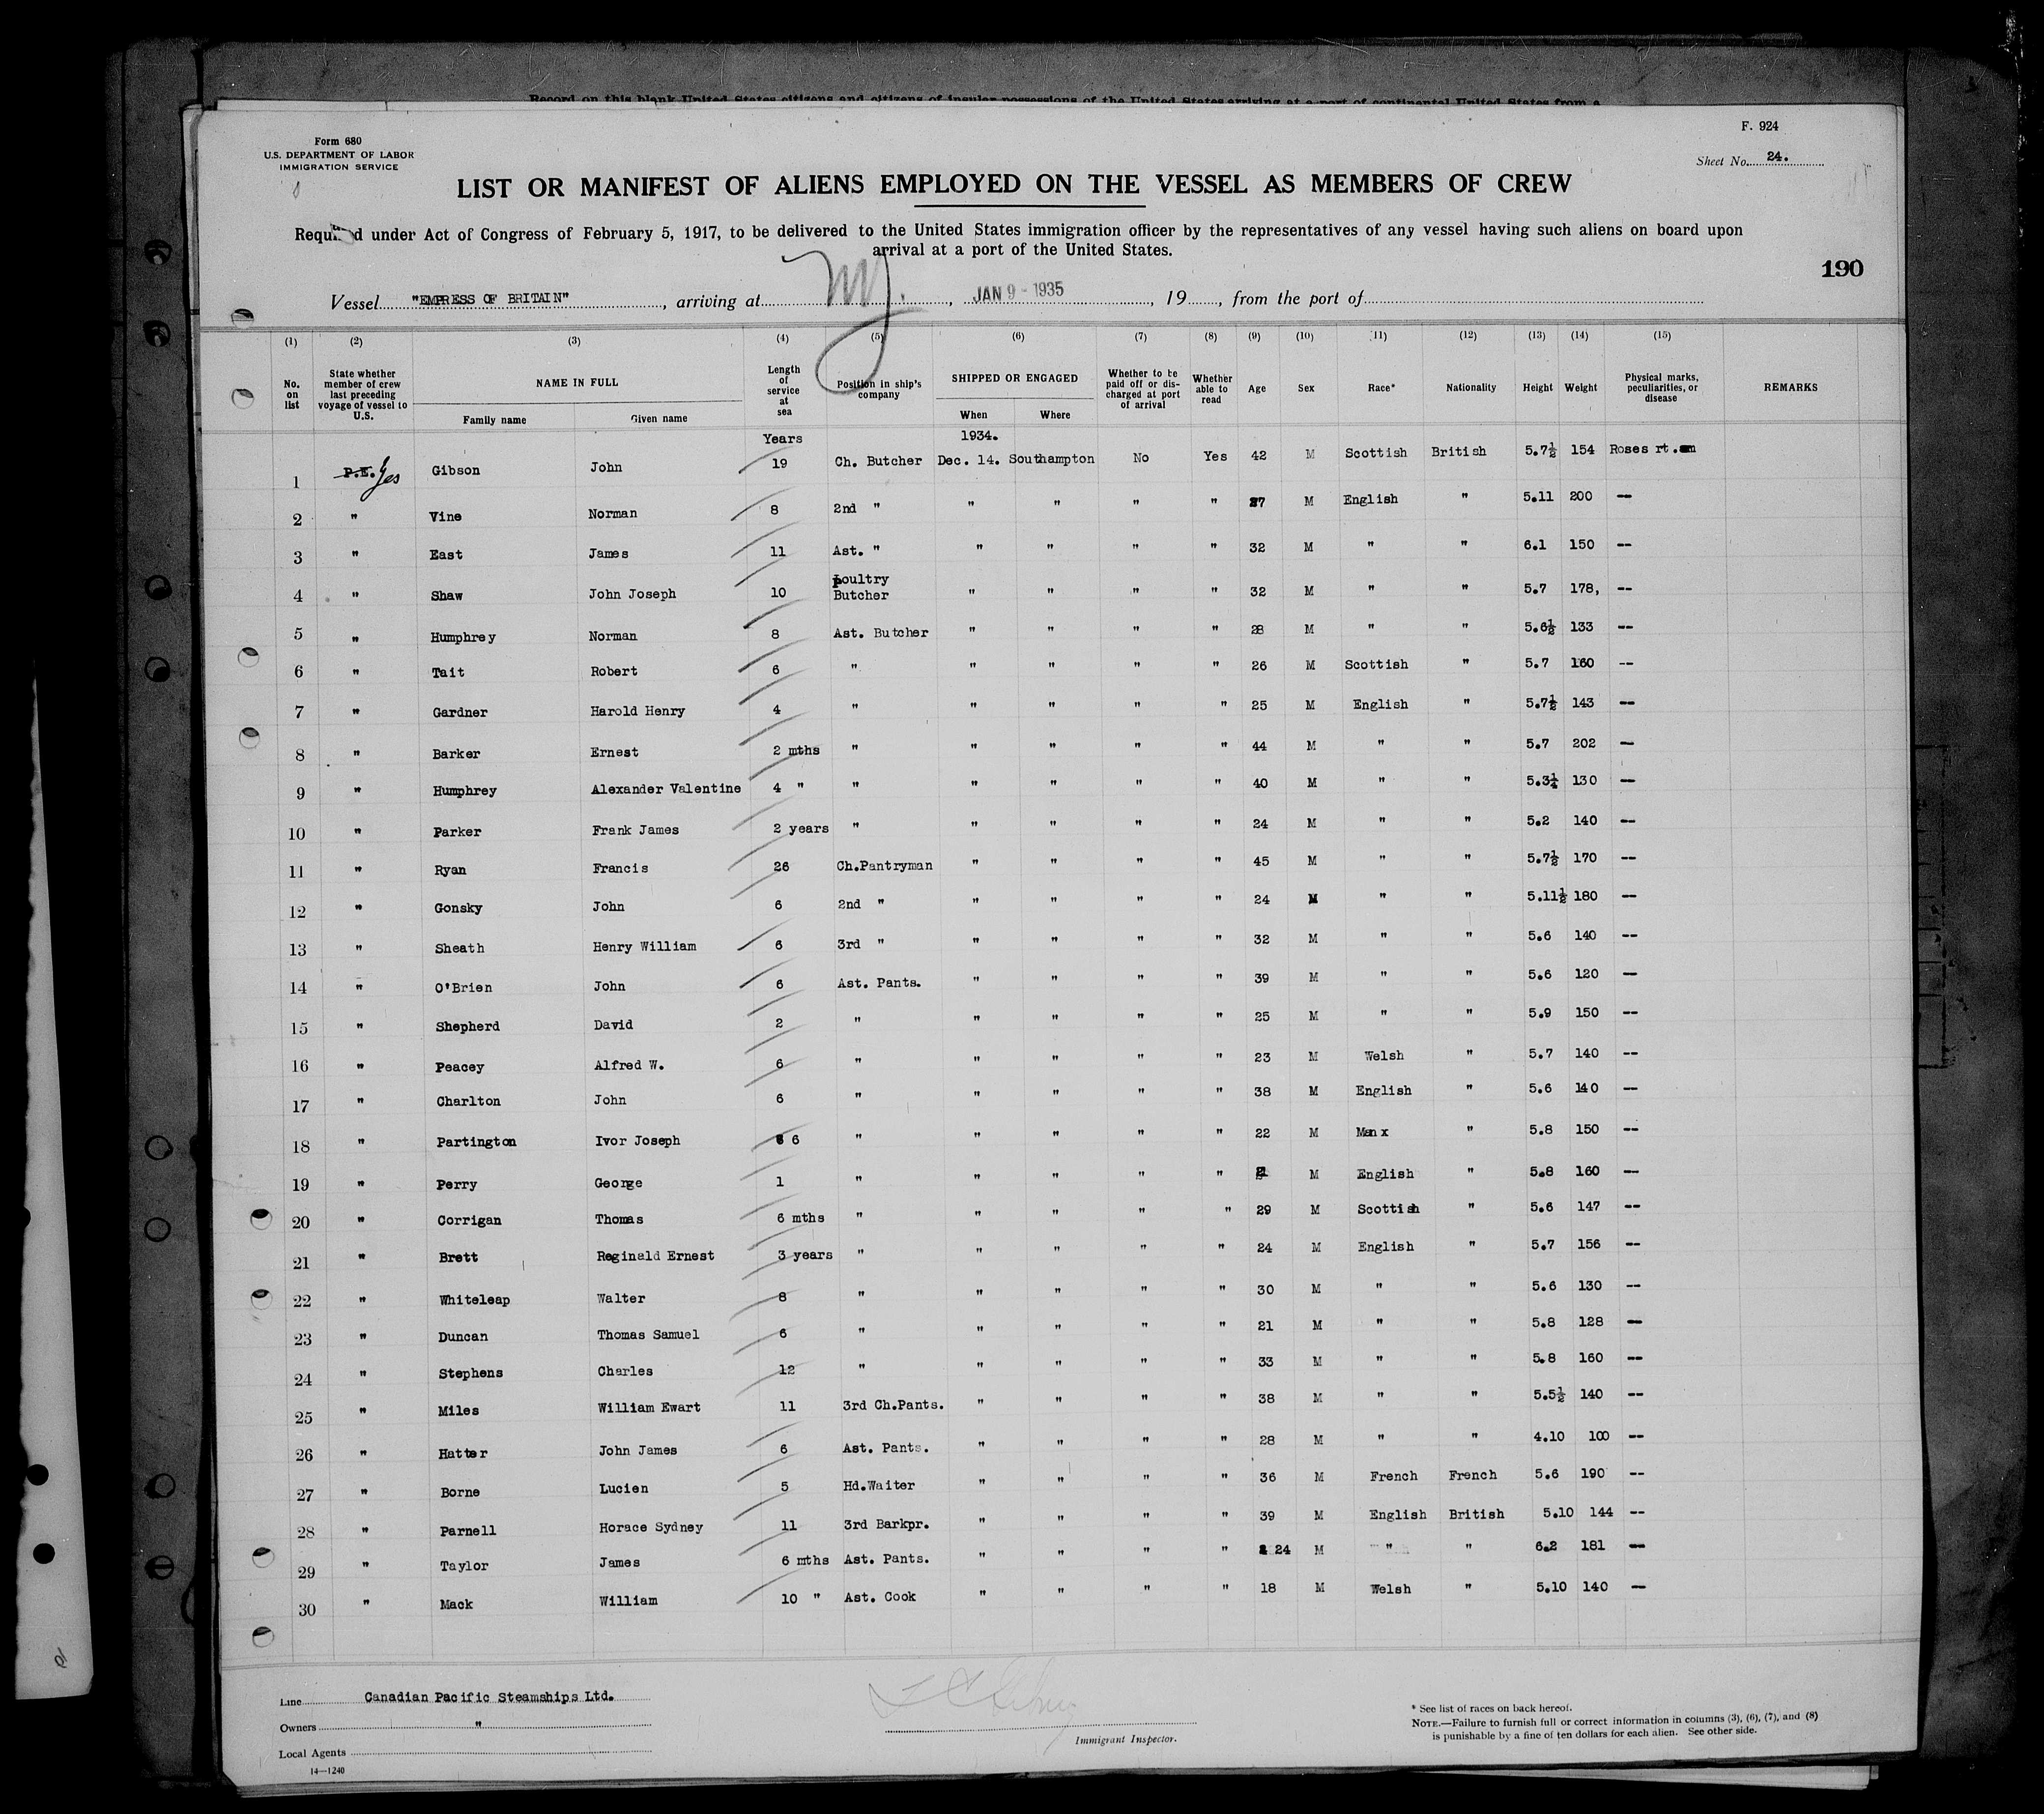 Record on this blank United States citizens and citizens of insular possessions of the United States arriving at a port of continental United States from a
Form 680
U.S. DEPARTMENT OF LABOR
IMMIGRATION SERVICE
F. 924
Sheet No. 24.
LIST OR MANIFEST OF ALIENS EMPLOYED ON THE VESSEL AS MEMBERS OF CREW
Required under Act of Congress of February 5, 1917, to be delivered to the United States immigration officer by the representatives of any vessel having such aliens on board upon
arrival at a port of the United States.
190
Vessel "EMPRESS OF BRITAIN", arriving at NY., JAN 9 - 1935, 19, from the port of
(1) (2) (3) (4) (5) (6) (7) (8) (9) (10) (11) (12) (13) (14) (15)
No. on list State whether member of crew last preceding voyage of vessel to U.S. NAME IN FULL Length of service at sea Position in ship's company SHIPPED OR ENGAGED Whether to be paid off or discharged at port of arrival Whether able to read Age Sex Race* Nationality Height Weight Physical marks, peculiarities, or disease REMARKS
Family name Given name When Where
Years 1934.
1 P.E. Yes Gibson John 19 Ch. Butcher Dec. 14. Southampton No Yes 42 M Scottish British 5.7½ 154 Roses rt.
2 " Vine Norman 8 2nd " " " " " 27 M English " 5.11 200 --
3 " East James 11 Ast. " " " " " 32 M " " 6.1 150 --
4 " Shaw John Joseph 10 Poultry Butcher " " " " 32 M " " 5.7 178, --
5 " Humphrey Norman 8 Ast. Butcher " " " " 28 M " " 5.6½ 133 --
6 " Tait Robert 6 " " " " " 26 M Scottish " 5.7 160 --
7 " Gardner Harold Henry 4 " " " " " 25 M English " 5.7½ 143 --
8 " Barker Ernest 2 mths " " " " " 44 M " " 5.7 202 --
9 " Humphrey Alexander Valentine 4 " " " " " " 40 M " " 5.3¼ 130 --
10 " Parker Frank James 2 years " " " " " 24 M " " 5.2 140 --
11 " Ryan Francis 26 Ch.Pantryman " " " " 45 M " " 5.7½ 170 --
12 " Gonsky John 6 2nd " " " " " 24 M " " 5.11½ 180 --
13 " Sheath Henry William 6 3rd " " " " " 32 M " " 5.6 140 --
14 " O'Brien John 6 Ast. Pants. " " " " 39 M " " 5.6 120 --
15 " Shepherd David 2 " " " " " 25 M " " 5.9 150 --
16 " Peacey Alfred W. 6 " " " " " 23 M Welsh " 5.7 140 --
17 " Charlton John 6 " " " " " 38 M English " 5.6 140 --
18 " Partington Ivor Joseph 6 " " " " " 22 M Manx " 5.8 150 --
19 " Perry George 1 " " " " " M English " 5.8 160 --
20 " Corrigan Thomas 6 mths " " " " " 29 M Scottish " 5.6 147 --
21 " Brett Reginald Ernest 3 years " " " " " 24 M English " 5.7 156 --
22 " Whiteleap Walter 8 " " " " " 30 M " " 5.6 130 --
23 " Duncan Thomas Samuel 6 " " " " " 21 M " " 5.8 128 --
24 " Stephens Charles 12 " " " " " 33 M " " 5.8 160 --
25 " Miles William Ewart 11 3rd Ch.Pants. " " " " 38 M " " 5.5½ 140 --
26 " Hatter John James 6 Ast. Pants. " " " " 28 M " " 4.10 100 --
27 " Borne Lucien 5 Hd.Waiter " " " " 36 M French French 5.6 190 --
28 " Parnell Horace Sydney 11 3rd Barkpr. " " " " 39 M English British 5.10 144 --
29 " Taylor James 6 mths Ast. Pants. " " " " 24 M " " 6.2 181 --
30 " Mack William 10 " Ast. Cook " " " " 18 M Welsh " 5.10 140 --
Line Canadian Pacific Steamships Ltd.
Owners "
Local Agents
14—1240
Immigrant Inspector.
* See list of races on back hereof.
NOTE.—Failure to furnish full or correct information in columns (3), (6), (7), and (8)
is punishable by a fine of ten dollars for each alien. See other side.